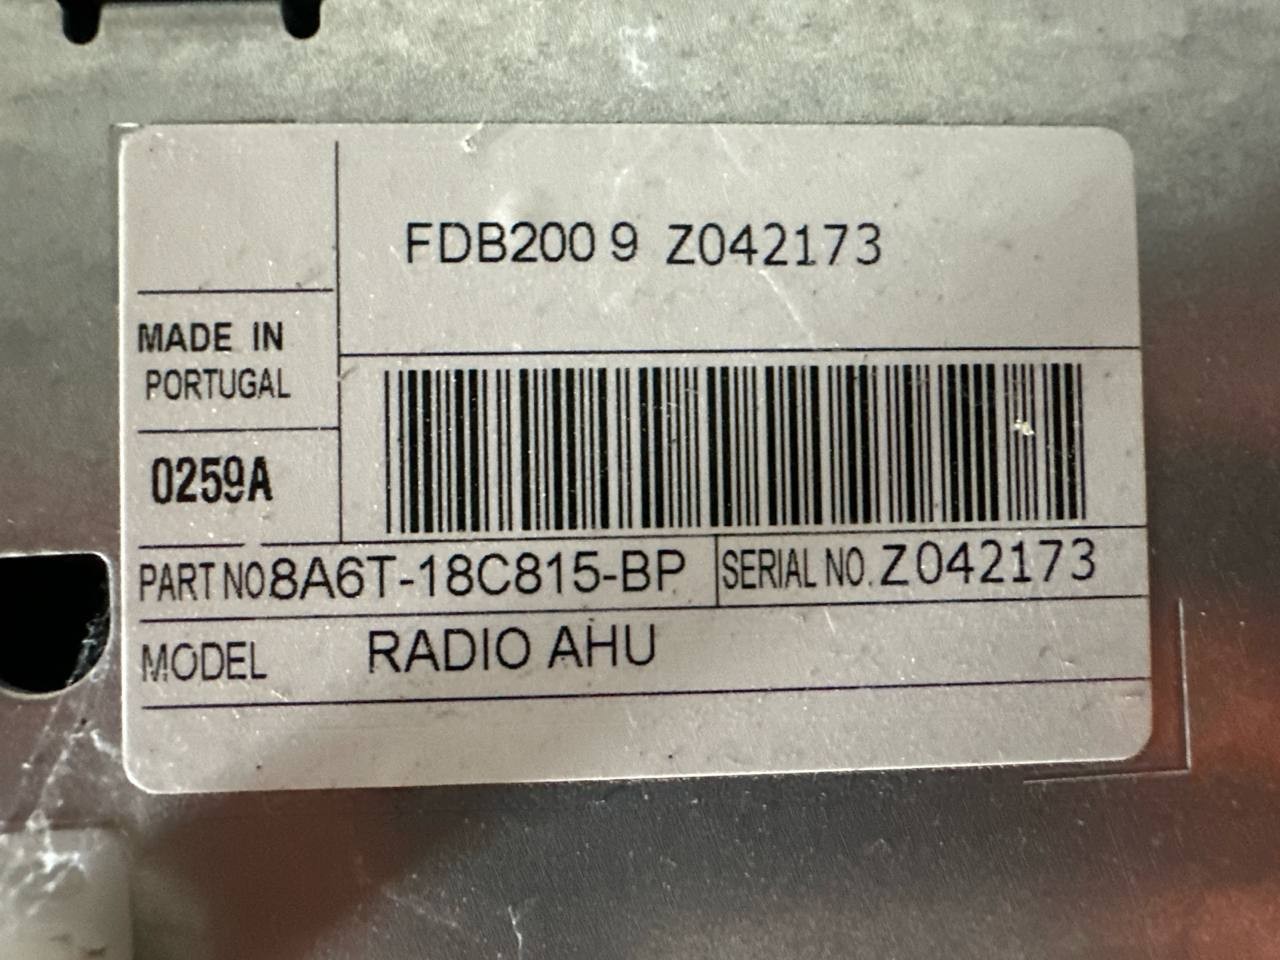 FDB200 9 Z042173
MADE IN
PORTUGAL
0259A
PART NO. 8A6T-18C815-BP
SERIAL NO. Z042173
MODEL RADIO AHU